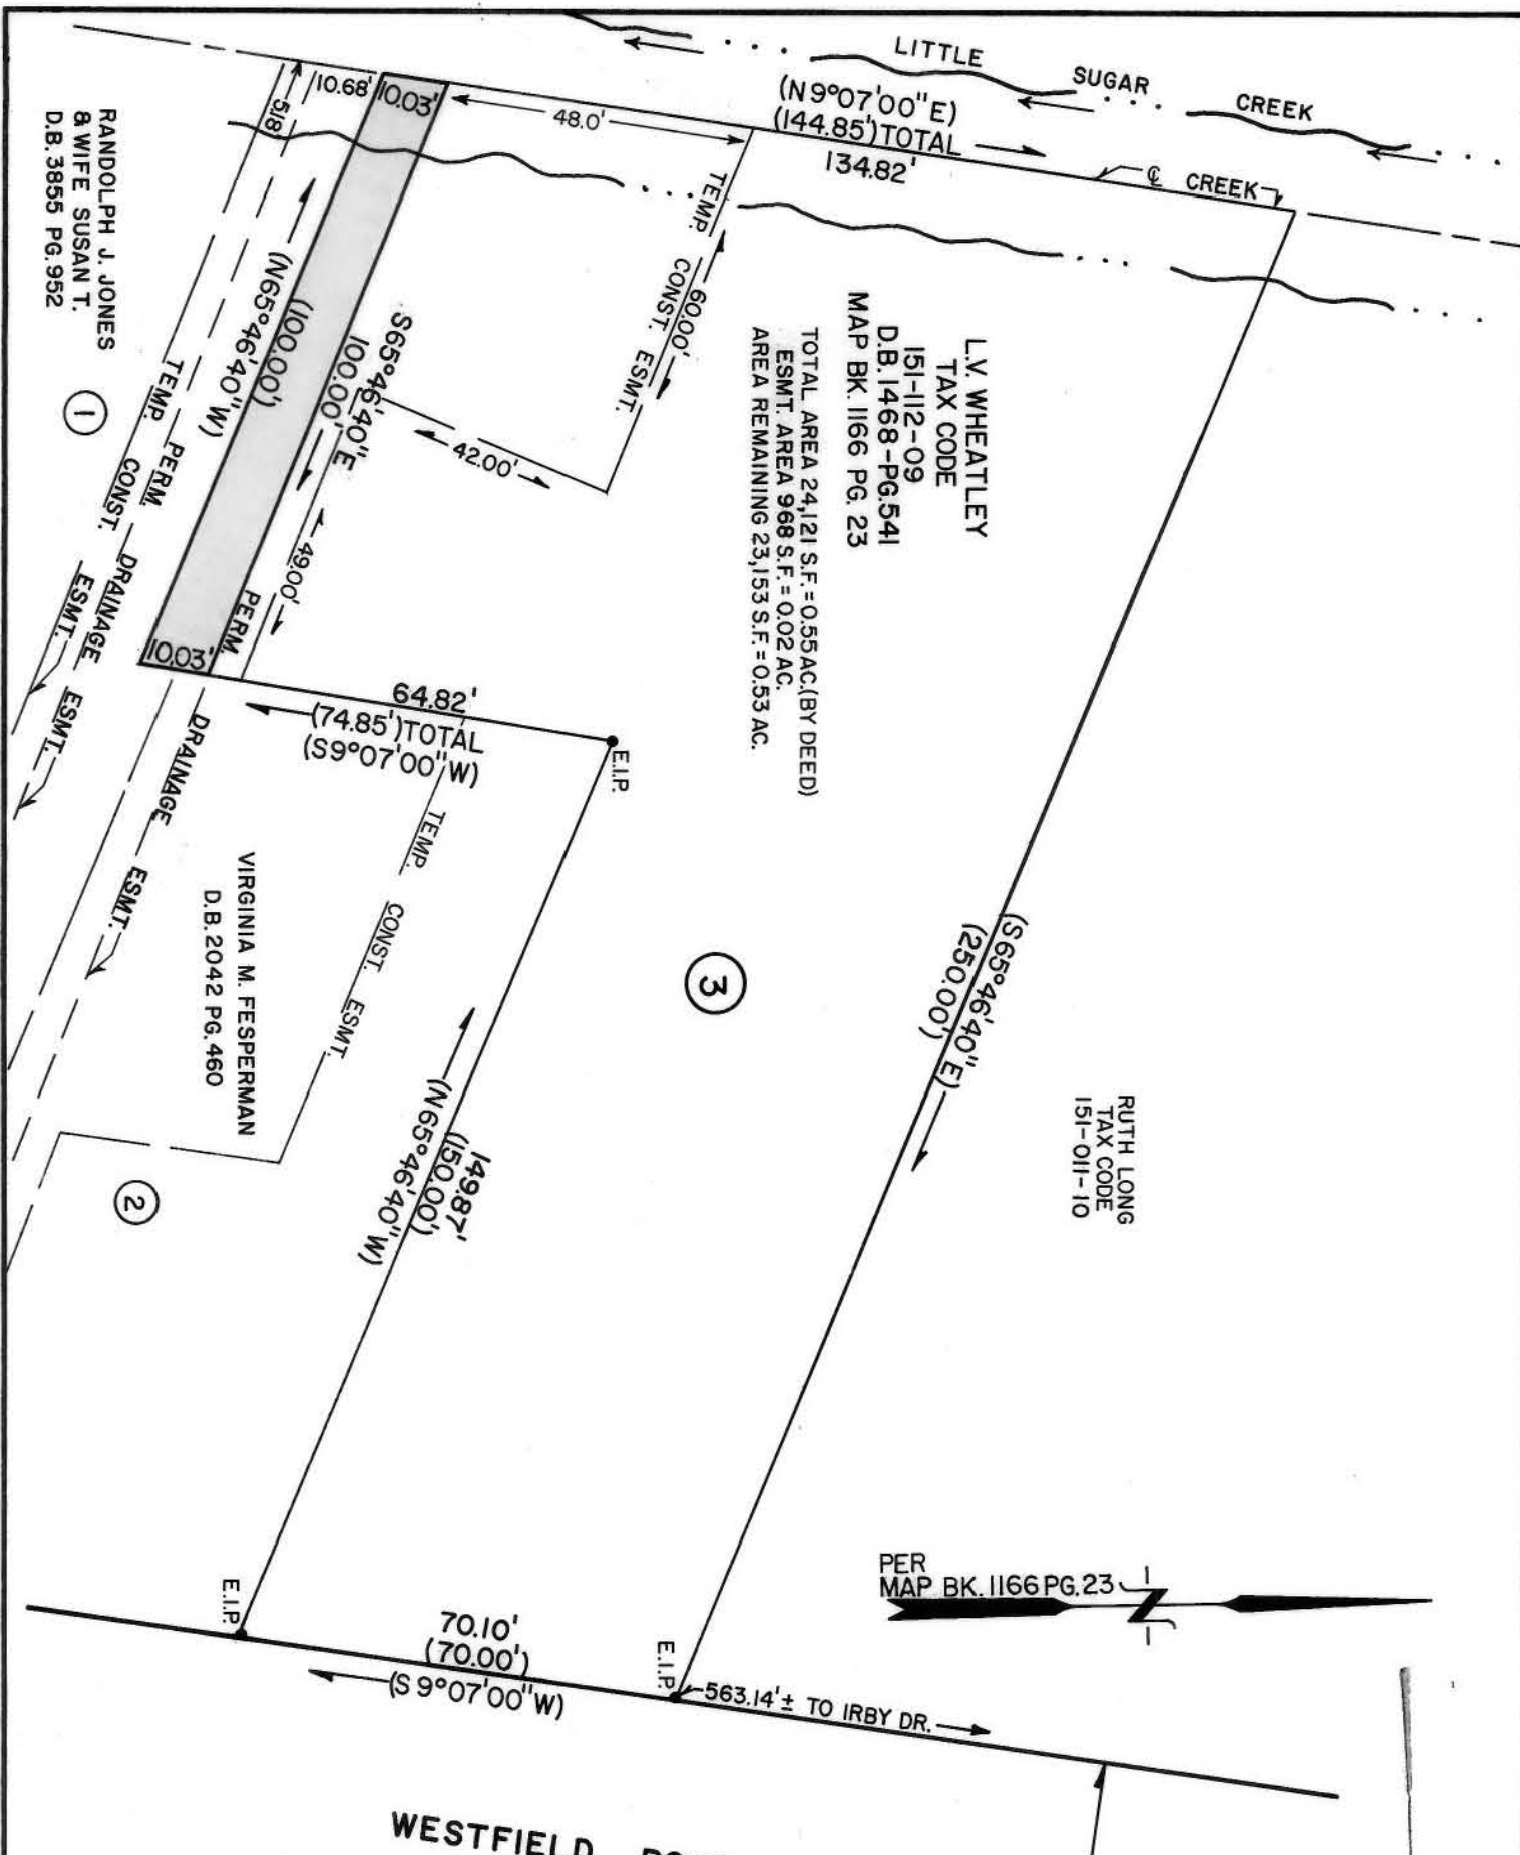 LITTLE SUGAR CREEK
(N 9°07'00" E)
(144.85') TOTAL
134.82'
℄ CREEK
10.68'
10.03'
48.0'
5.18'
RANDOLPH J. JONES
& WIFE SUSAN T.
D.B. 3855 PG. 952
1
TEMP. CONST. ESMT.
PERM. DRAINAGE ESMT.
(N65°46'40"W)
(100.00')
S65°46'40"E
100.00'
TEMP. CONST. ESMT.
60.00'
42.00'
49.00'
L.V. WHEATLEY
TAX CODE
151-112-09
D.B. 1468-PG.541
MAP BK. 1166 PG. 23
TOTAL AREA 24,121 S.F. = 0.55 AC.(BY DEED)
ESMT. AREA 968 S.F. = 0.02 AC.
AREA REMAINING 23,153 S.F. = 0.53 AC.
PERM. DRAINAGE ESMT.
10.03'
64.82'
(74.85') TOTAL
(S9°07'00"W)
E.I.P.
TEMP. CONST. ESMT.
VIRGINIA M. FESPERMAN
D.B. 2042 PG. 460
2
3
(S65°46'40"E)
(250.00')
149.87'
(150.00')
(N 65°46'40"W)
RUTH LONG
TAX CODE
151-011-10
PER
MAP BK. 1166 PG. 23
N
E.I.P.
70.10'
(70.00')
(S 9°07'00"W)
E.I.P.
563.14'± TO IRBY DR.
WESTFIELD